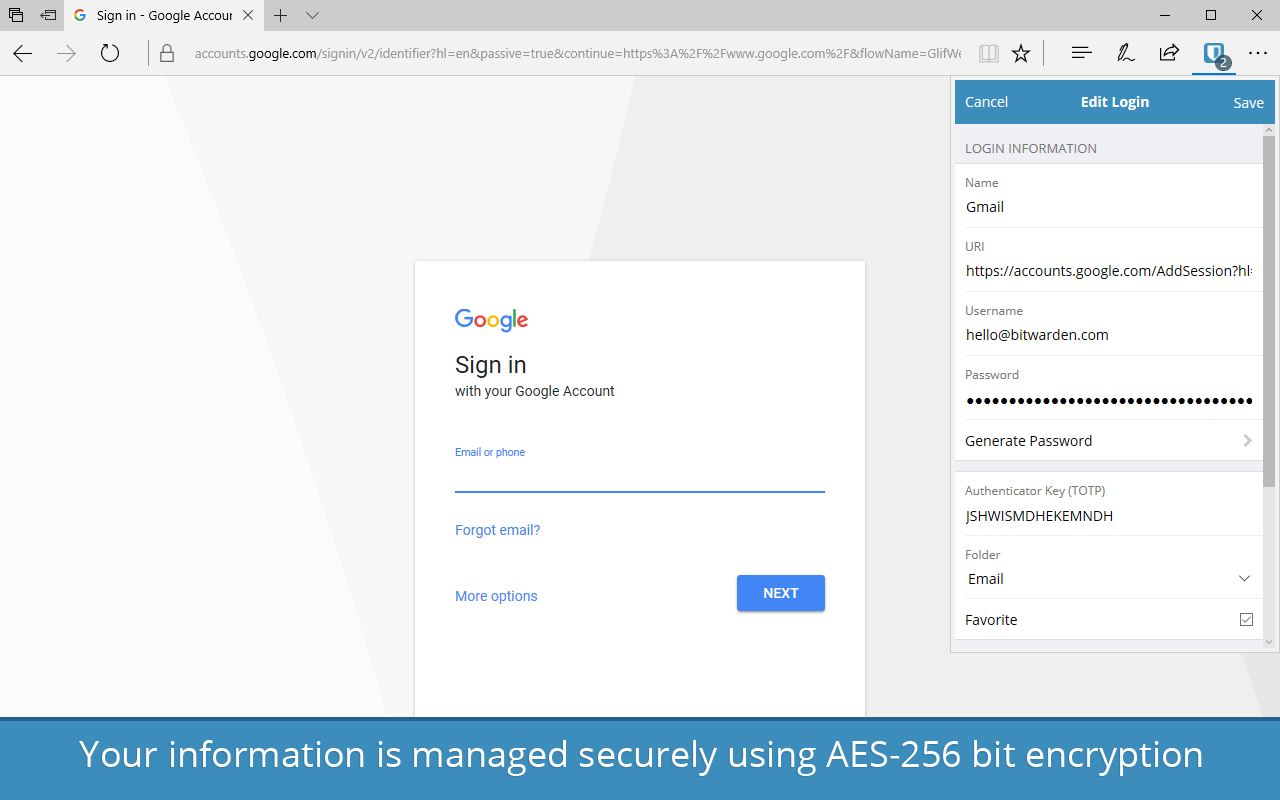 Sign in - Google Accour
accounts.google.com/signin/v2/identifier?hl=en&passive=true&continue=https%3A%2F%2Fwww.google.com%2F&flowName=GlifWe
2
Cancel
Edit Login
Save
LOGIN INFORMATION
Name
Gmail
URI
https://accounts.google.com/AddSession?hl=
Username
hello@bitwarden.com
Password
••••••••••••••••••••••••••••••••••
Generate Password
Authenticator Key (TOTP)
JSHWISMDHEKEMNDH
Folder
Email
Favorite
Google
Sign in
with your Google Account
Email or phone
Forgot email?
More options
NEXT
Your information is managed securely using AES-256 bit encryption